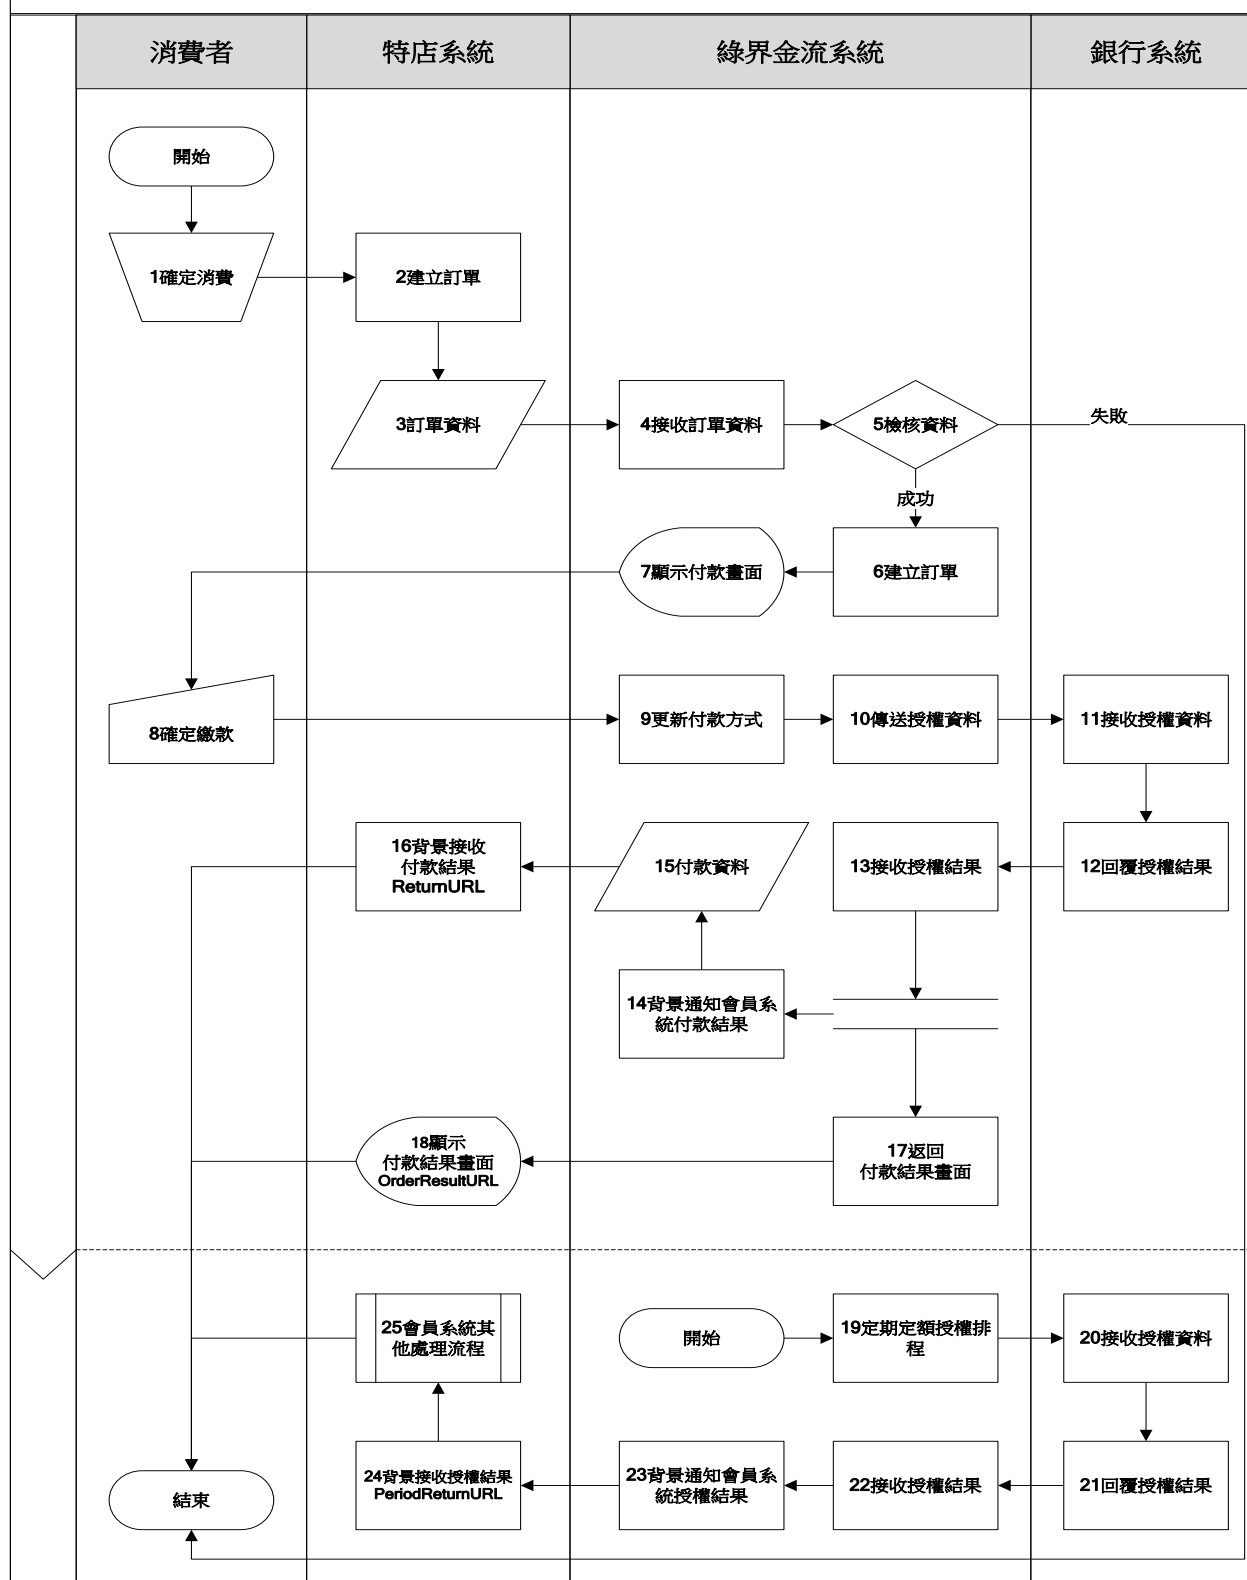 消費者
特店系統
綠界金流系統
銀行系統
開始
1確定消費
2建立訂單
3訂單資料
4接收訂單資料
5檢核資料
失敗
成功
7顯示付款畫面
6建立訂單
8確定繳款
9更新付款方式
10傳送授權資料
11接收授權資料
16背景接收
付款結果
ReturnURL
15付款資料
13接收授權結果
12回覆授權結果
14背景通知會員系
統付款結果
18顯示
付款結果畫面
OrderResultURL
17返回
付款結果畫面
25會員系統其
他處理流程
開始
19定期定額授權排
程
20接收授權資料
結束
24背景接收授權結果
PeriodReturnURL
23背景通知會員系
統授權結果
22接收授權結果
21回覆授權結果